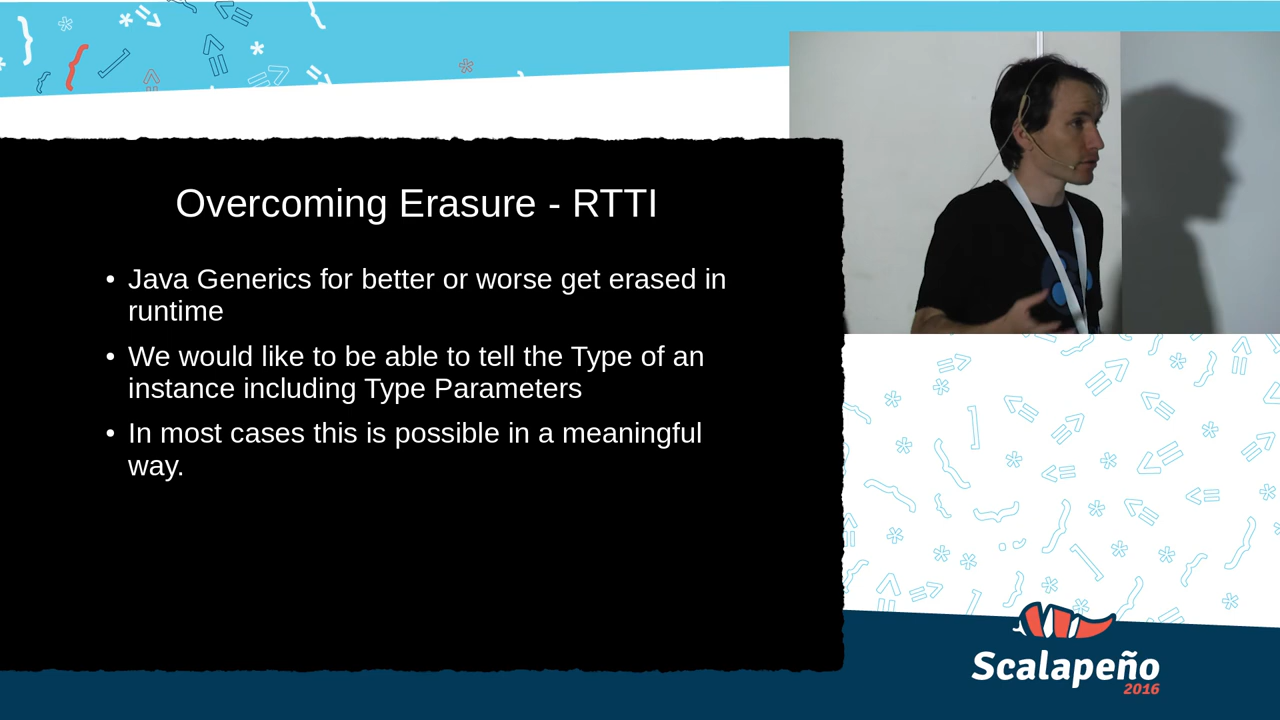 Overcoming Erasure - RTTI
• Java Generics for better or worse get erased in
runtime
• We would like to be able to tell the Type of an
instance including Type Parameters
• In most cases this is possible in a meaningful
way.
Scalapeño
2016